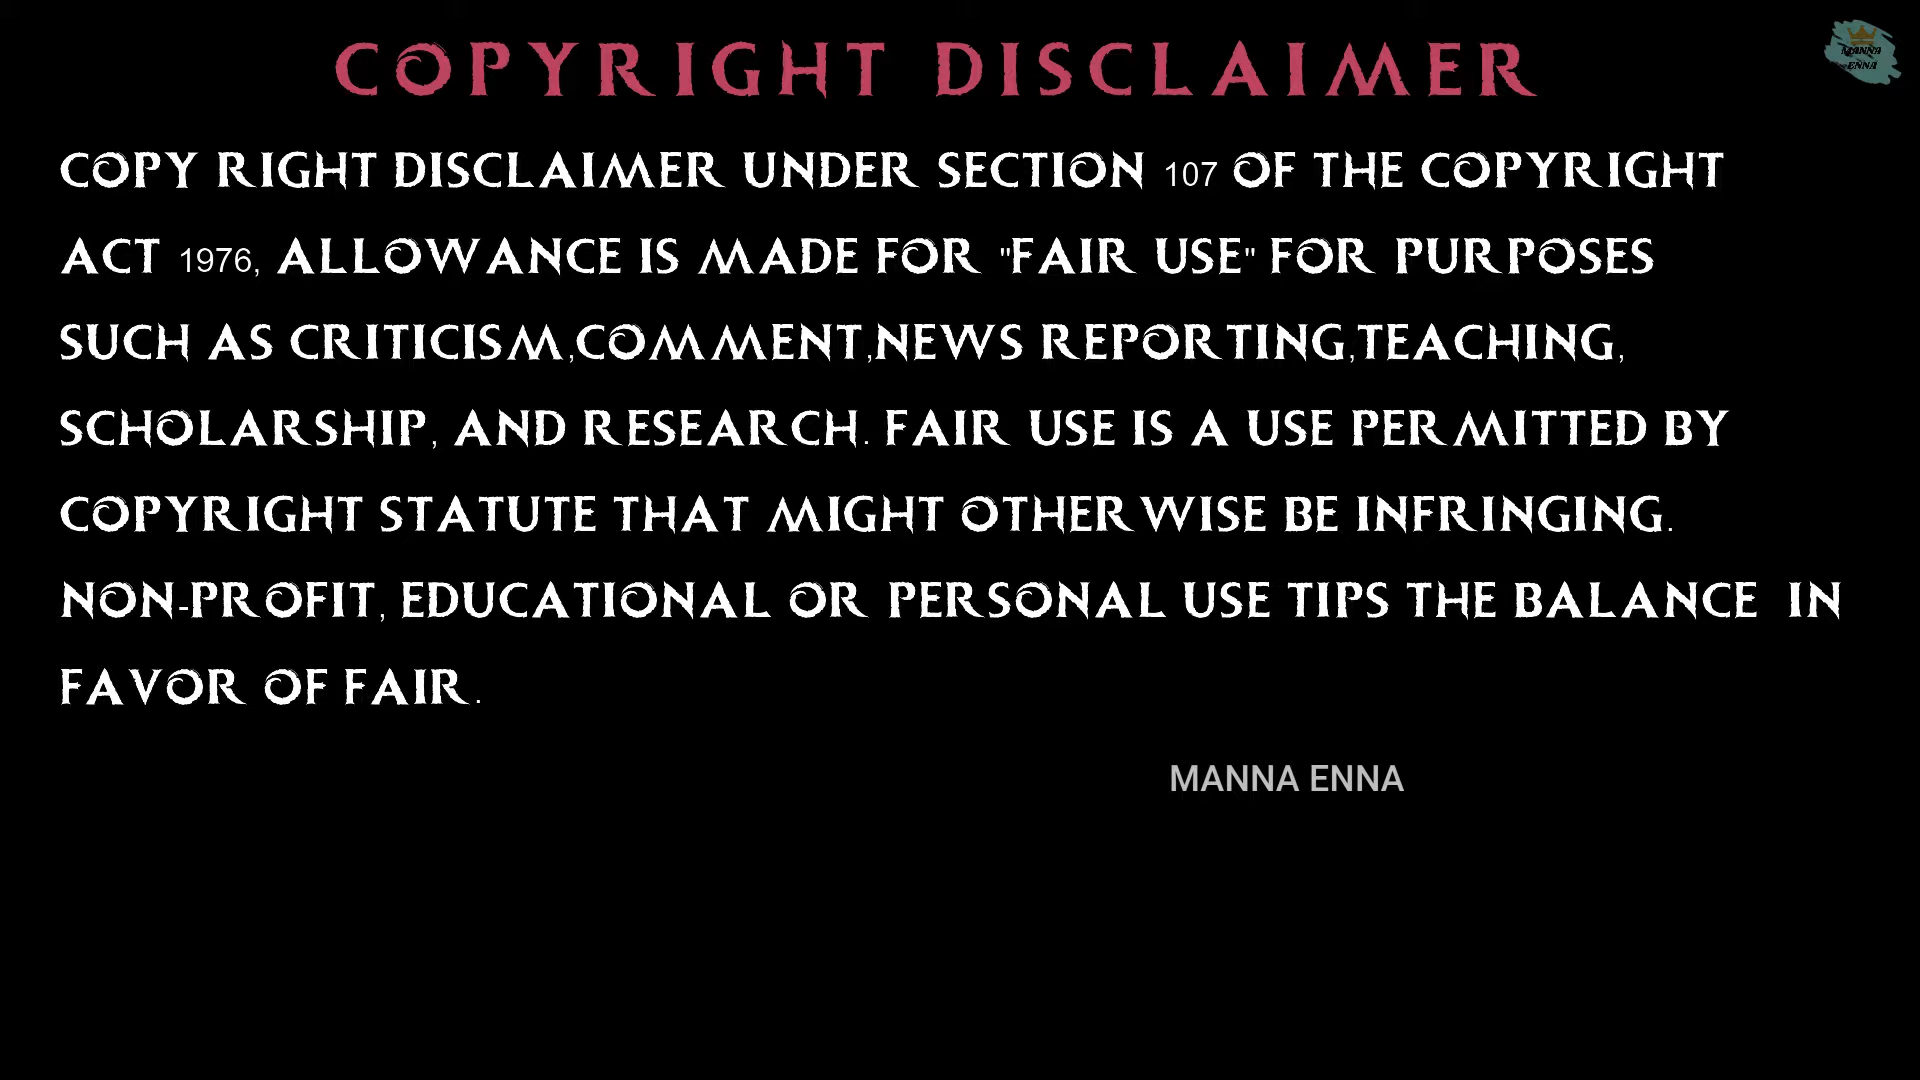 COPYRIGHT DISCLAIMER
MANNA
ENNA
COPY RIGHT DISCLAIMER UNDER SECTION 107 OF THE COPYRIGHT
ACT 1976, ALLOWANCE IS MADE FOR "FAIR USE" FOR PURPOSES
SUCH AS CRITICISM,COMMENT,NEWS REPORTING,TEACHING,
SCHOLARSHIP, AND RESEARCH. FAIR USE IS A USE PERMITTED BY
COPYRIGHT STATUTE THAT MIGHT OTHERWISE BE INFRINGING.
NON-PROFIT, EDUCATIONAL OR PERSONAL USE TIPS THE BALANCE  IN
FAVOR OF FAIR.
MANNA ENNA